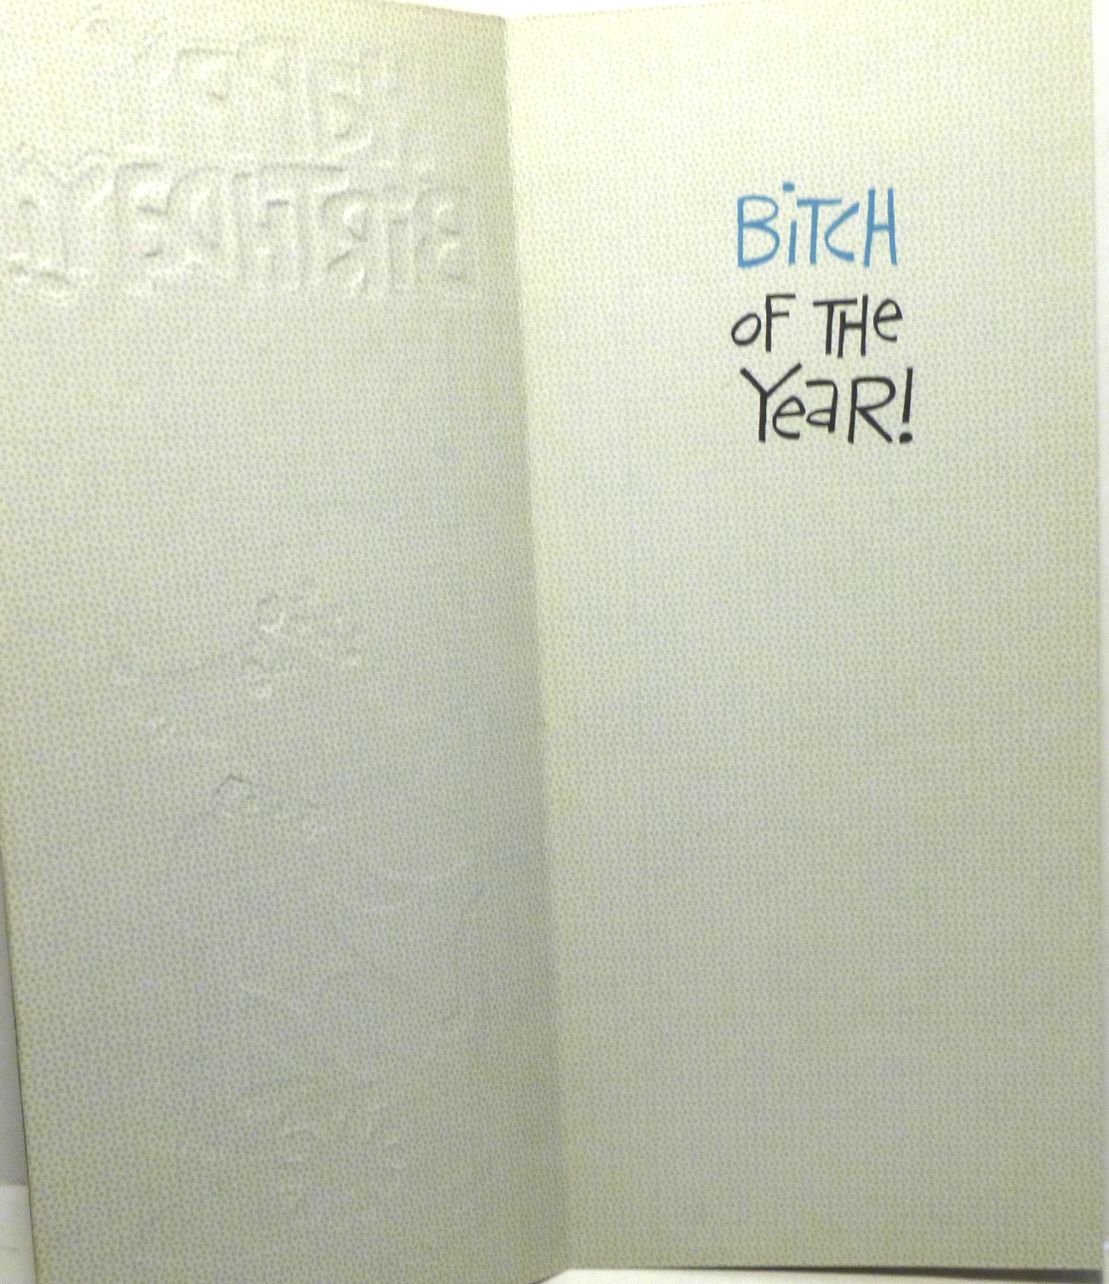 BiTCH
oF THe
YeaR!